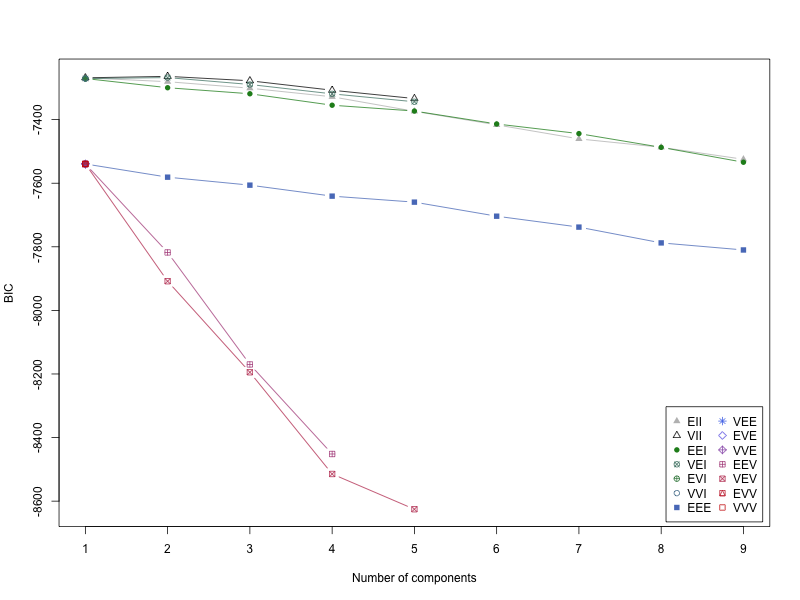 BIC
-7400
-7600
-7800
-8000
-8200
-8400
-8600
1 2 3 4 5 6 7 8 9
Number of components
EII VEE
VII EVE
EEI VVE
VEI EEV
EVI VEV
VVI EVV
EEE VVV